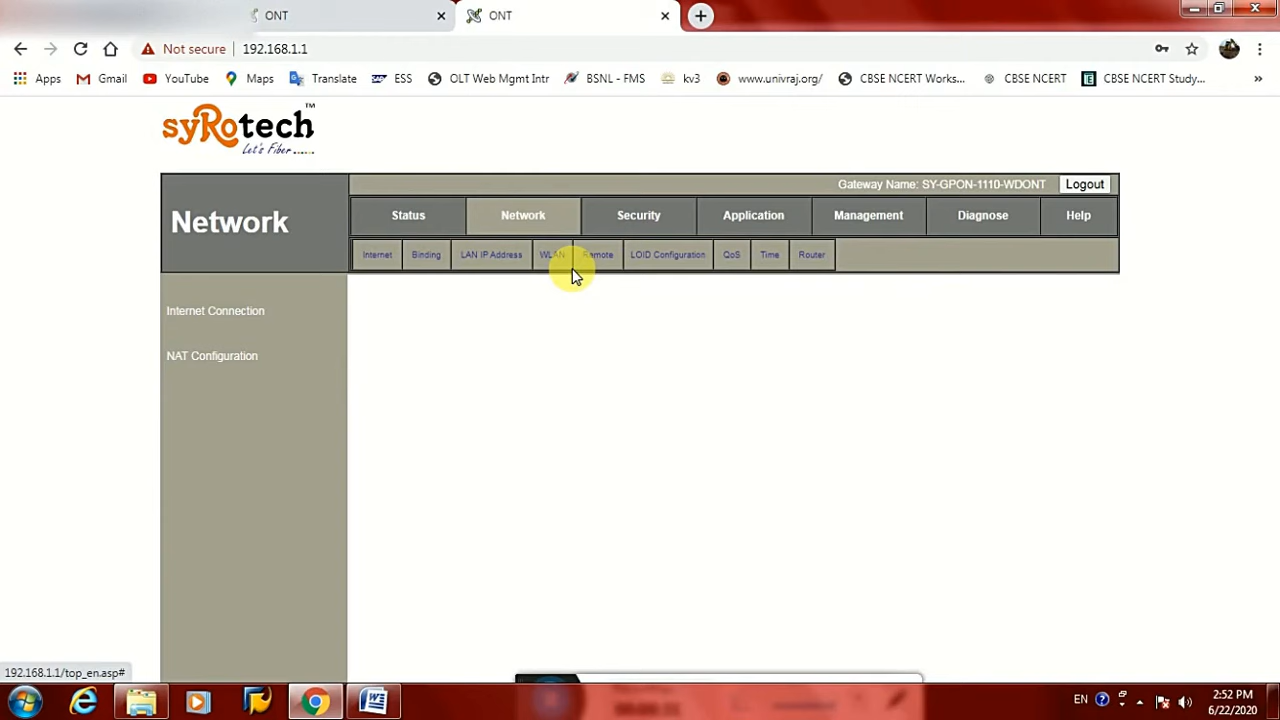 ONT
ONT
Not secure 192.168.1.1
Apps Gmail YouTube Maps Translate ESS OLT Web Mgmt Intr BSNL - FMS kv3 www.univraj.org/ CBSE NCERT Works... CBSE NCERT CBSE NCERT Study... »
syRotech™
Let's Fiber......
Gateway Name: SY-GPON-1110-WDONT Logout
Network
Status Network Security Application Management Diagnose Help
Internet Binding LAN IP Address WLAN Remote LOID Configuration QoS Time Router
Internet Connection
NAT Configuration
192.168.1.1/top_en.asp#
EN
2:52 PM
6/22/2020